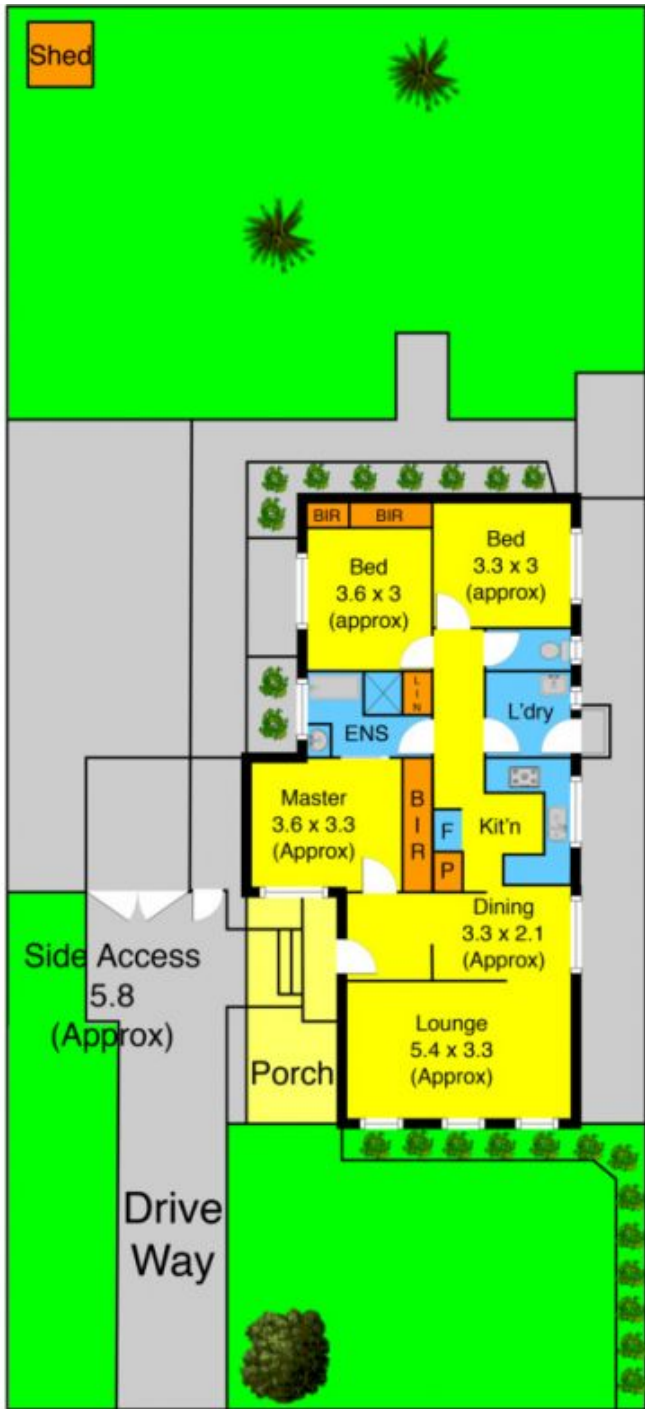 Shed
BIR
BIR
Bed
3.6 x 3
(approx)
Bed
3.3 x 3
(approx)
LIN
ENS
L'dry
Master
3.6 x 3.3
(Approx)
BIR
F
P
Kit'n
Dining
3.3 x 2.1
(Approx)
Side Access
5.8
(Approx)
Lounge
5.4 x 3.3
(Approx)
Porch
Drive
Way